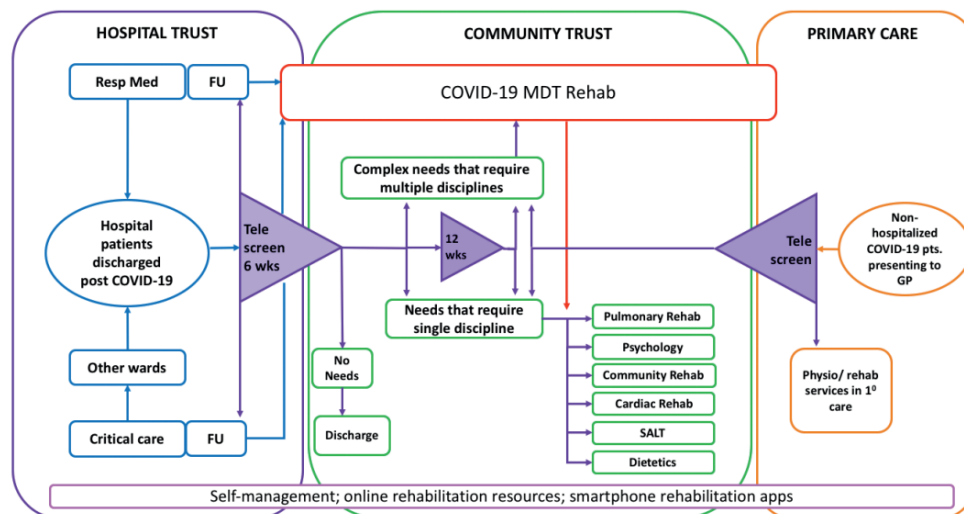 HOSPITAL TRUST
COMMUNITY TRUST
PRIMARY CARE
Resp Med
FU
COVID-19 MDT Rehab
Complex needs that require
multiple disciplines
Hospital
patients
discharged
post COVID-19
Tele
screen
6 wks
12
wks
Tele
screen
Non-
hospitalized
COVID-19 pts.
presenting to
GP
Needs that require
single discipline
Pulmonary Rehab
Psychology
Community Rehab
Cardiac Rehab
SALT
Dietetics
No
Needs
Discharge
Other wards
Critical care
FU
Physio/ rehab
services in 1⁰
care
Self-management; online rehabilitation resources; smartphone rehabilitation apps